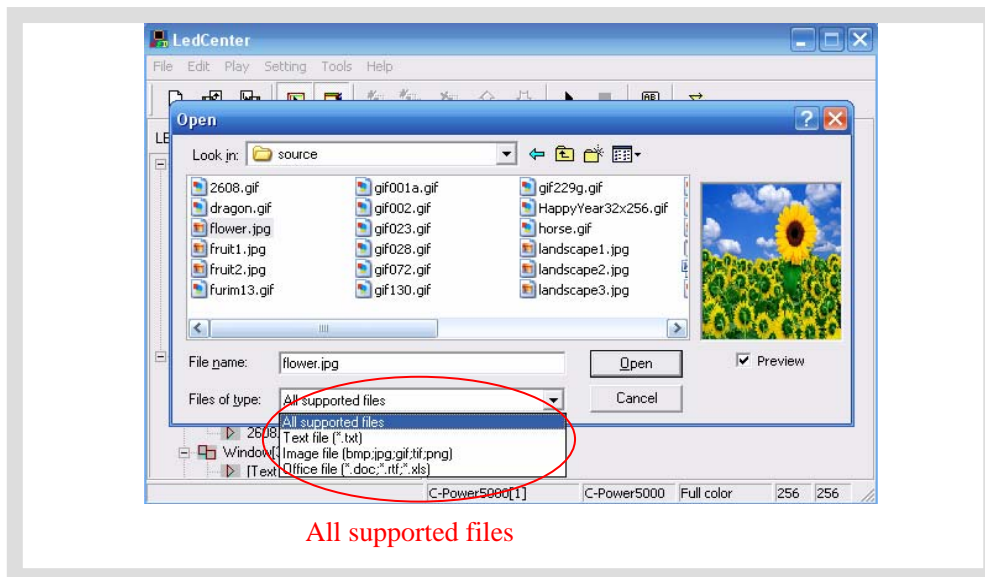 LedCenter
File Edit Play Setting Tools Help
Open
LE
Look in: source
2608.gif gif001a.gif gif229g.gif
dragon.gif gif002.gif HappyYear32x256.gif
flower.jpg gif023.gif horse.gif
fruit1.jpg gif028.gif landscape1.jpg
fruit2.jpg gif072.gif landscape2.jpg
furim13.gif gif130.gif landscape3.jpg
File name: flower.jpg Open Preview
Files of type: All supported files Cancel
All supported files
2608. Text file (*.txt)
Window[ Image file (bmp;jpg;gif;tif;png)
[Text Office file (*.doc;*.rtf;*.xls)
C-Power5000[1] C-Power5000 Full color 256 256
All supported files